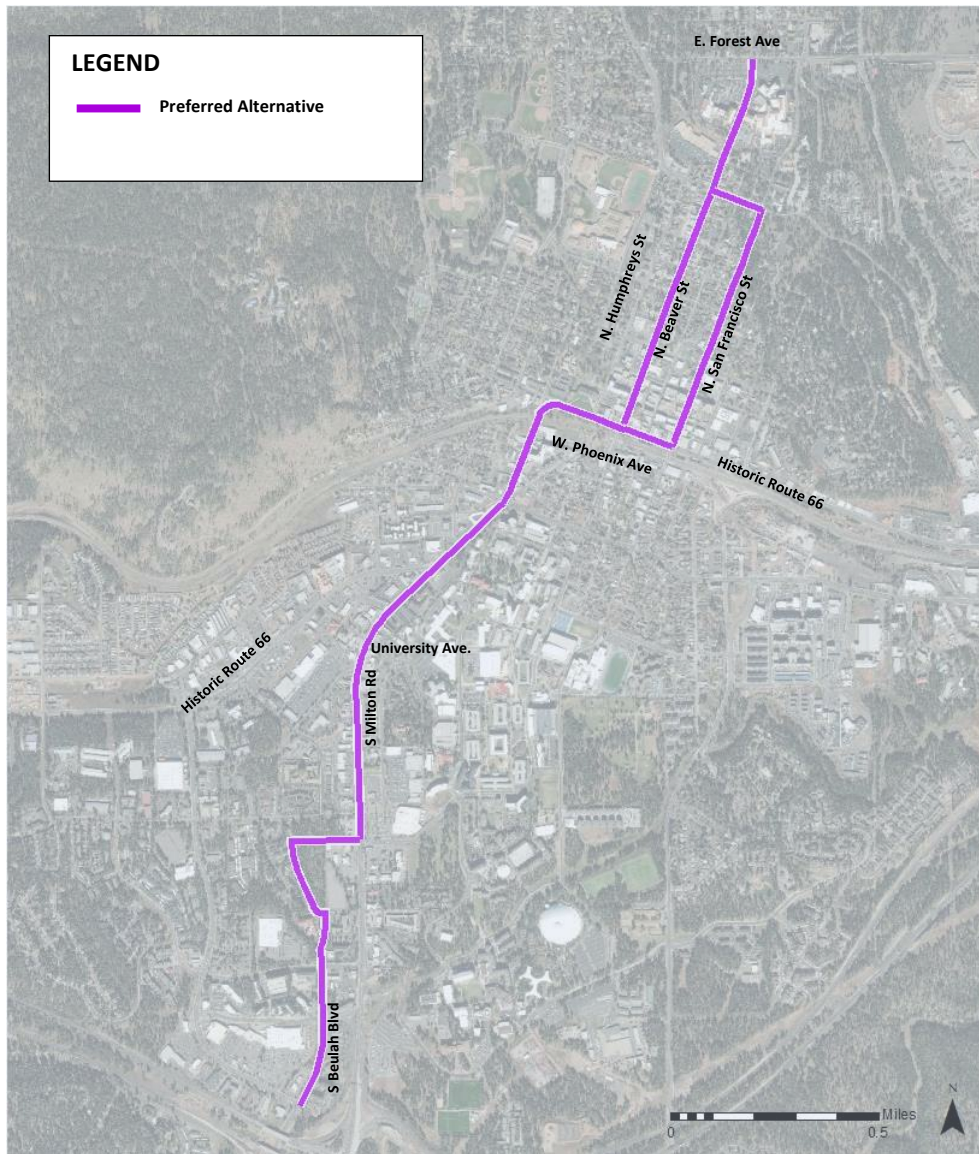 LEGEND
Preferred Alternative
E. Forest Ave
N. Humphreys St
N. Beaver St
N. San Francisco St
W. Phoenix Ave
Historic Route 66
University Ave.
Historic Route 66
S Milton Rd
S Beulah Blvd
N
Miles
0 0.5